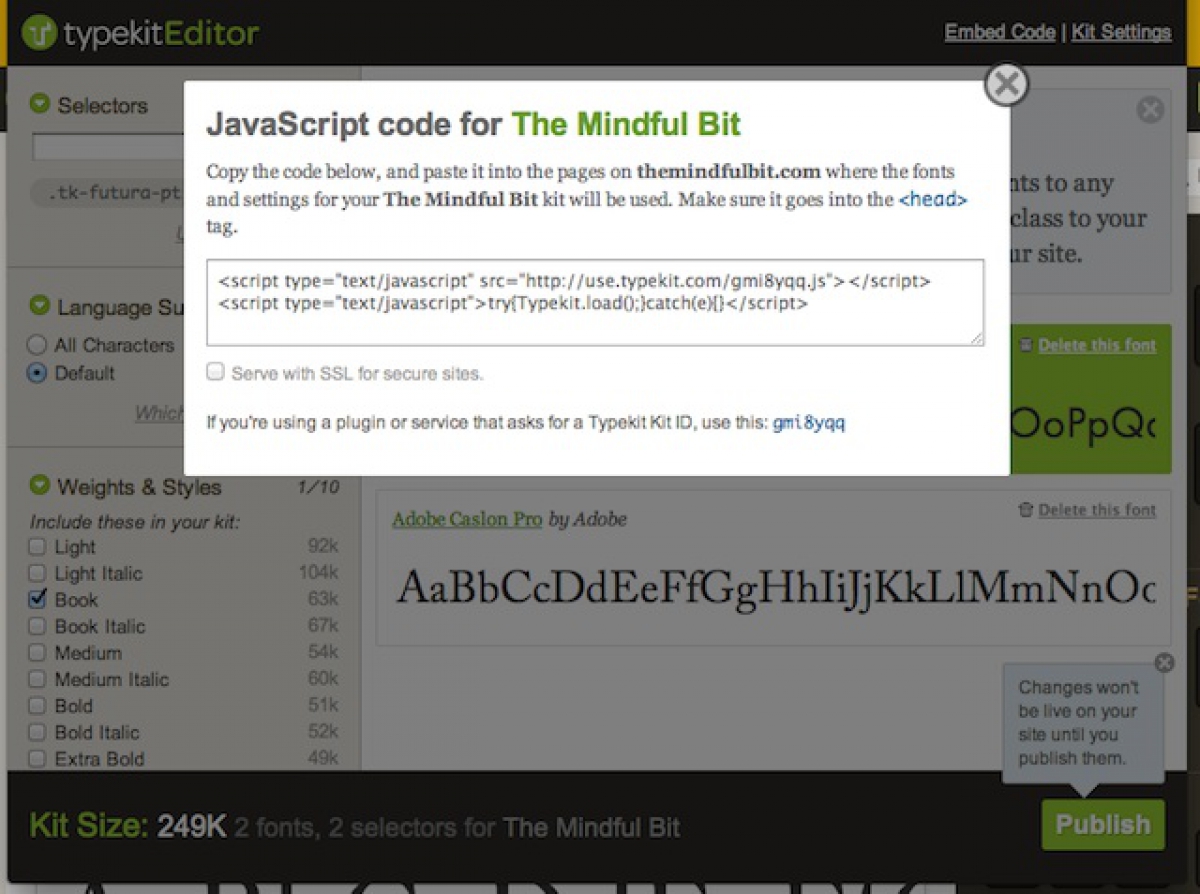 typekitEditor
Embed Code | Kit Settings
Selectors
.tk-futura-pt
JavaScript code for The Mindful Bit
Copy the code below, and paste it into the pages on themindfulbit.com where the fonts
and settings for your The Mindful Bit kit will be used. Make sure it goes into the <head>
tag.
<script type="text/javascript" src="http://use.typekit.com/gmi8yqq.js"></script>
<script type="text/javascript">try{Typekit.load();}catch(e){}</script>
Serve with SSL for secure sites.
If you're using a plugin or service that asks for a Typekit Kit ID, use this: gmi8yqq
to any
class to your
site.
Language Su
All Characters
Default
Which
Delete this font
OoPpQ
Weights & Styles 1/10
Include these in your kit:
Light 92k
Light Italic 104k
Book 63k
Book Italic 67k
Medium 54k
Medium Italic 60k
Bold 51k
Bold Italic 52k
Extra Bold 49k
Adobe Caslon Pro by Adobe
Delete this font
AaBbCcDdEeFfGgHhIiJjKkLlMmNnO
Changes won't
be live on your
site until you
publish them.
Kit Size: 249K 2 fonts, 2 selectors for The Mindful Bit
Publish